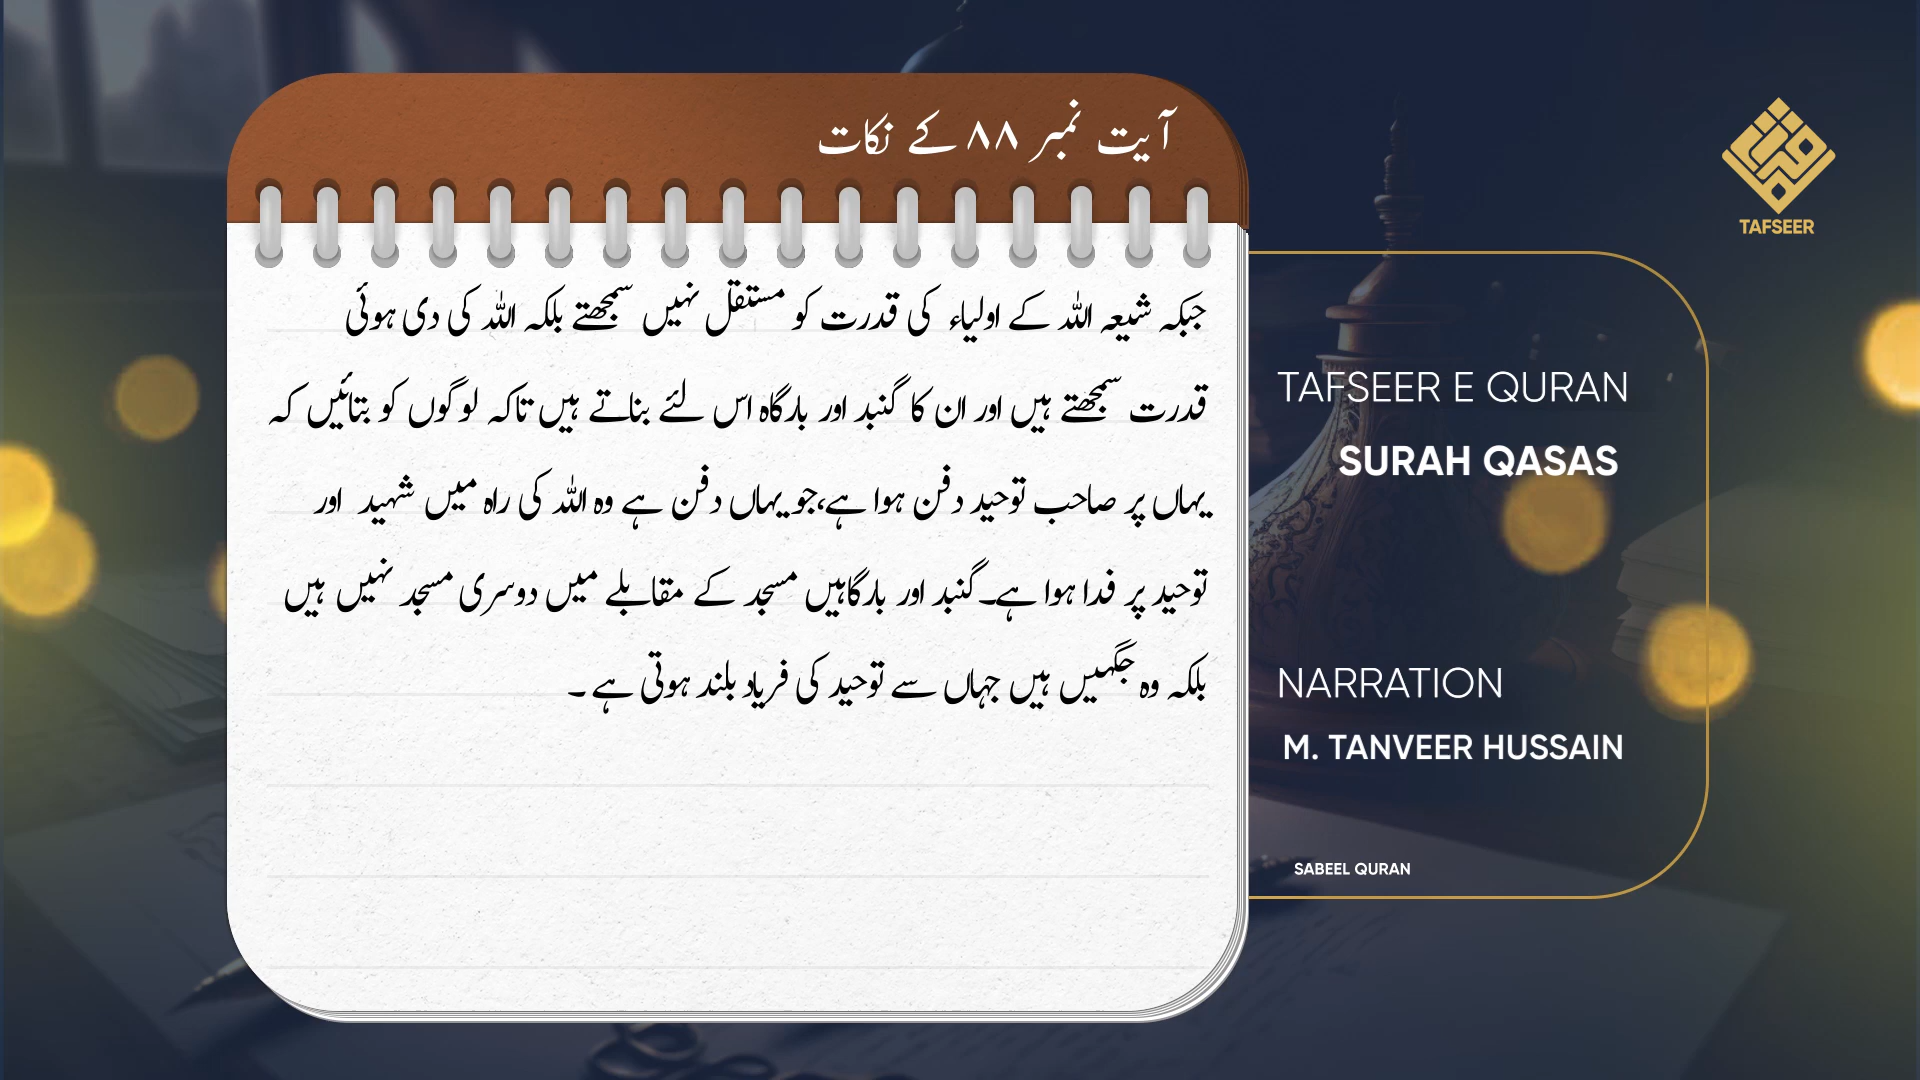 آیت نمبر ۸۸ کے نکات
جبکہ شیعہ اللہ کے اولیاء کی قدرت کو مستقل نہیں سمجھتے بلکہ اللہ کی دی ہوئی
قدرت سمجھتے ہیں اور ان کا گنبد اور بارگاہ اس لئے بناتے ہیں تاکہ لوگوں کو بتائیں کہ
یہاں پر صاحب توحید دفن ہوا ہے،جو یہاں دفن ہے وہ اللہ کی راہ میں شہید اور
توحید پر فدا ہوا ہے۔گنبد اور بارگاہیں مسجد کے مقابلے میں دوسری مسجد نہیں ہیں
بلکہ وہ جگہیں ہیں جہاں سے توحید کی فریاد بلند ہوتی ہے ۔
TAFSEER
TAFSEER E QURAN
SURAH QASAS
NARRATION
M. TANVEER HUSSAIN
SABEEL QURAN